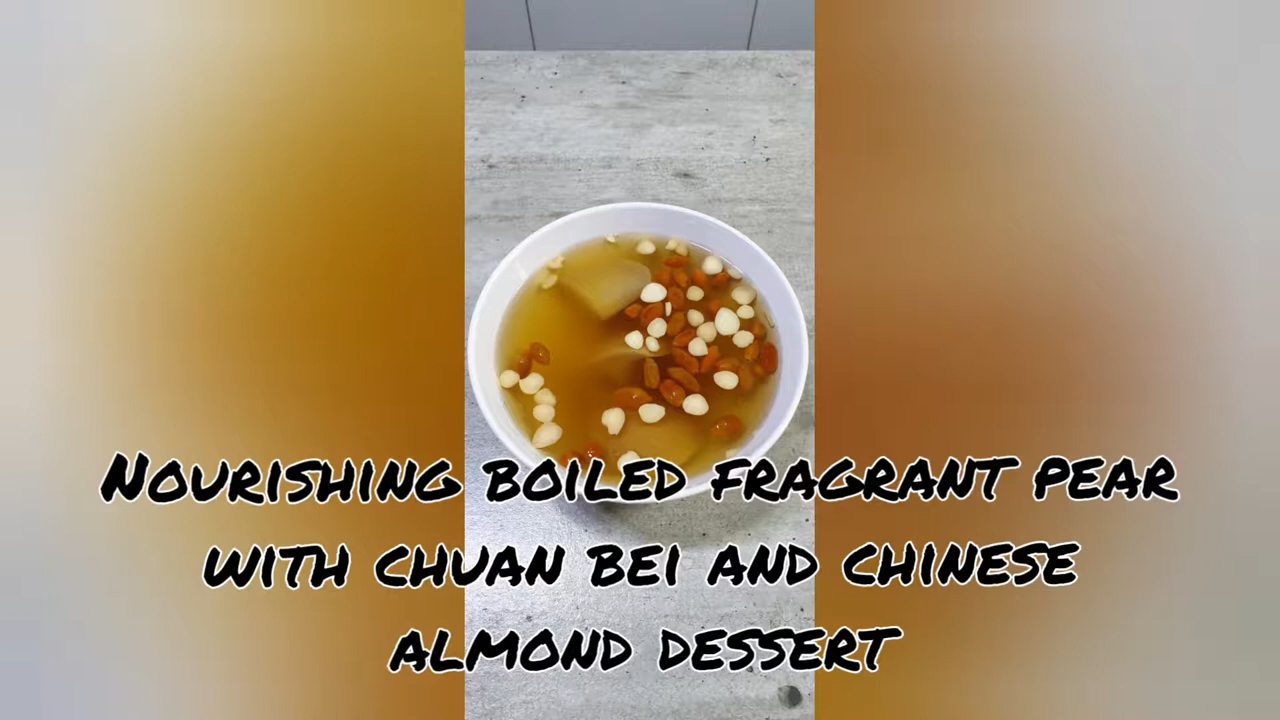 Nourishing boiled fragrant pear
with chuan bei and chinese
almond dessert